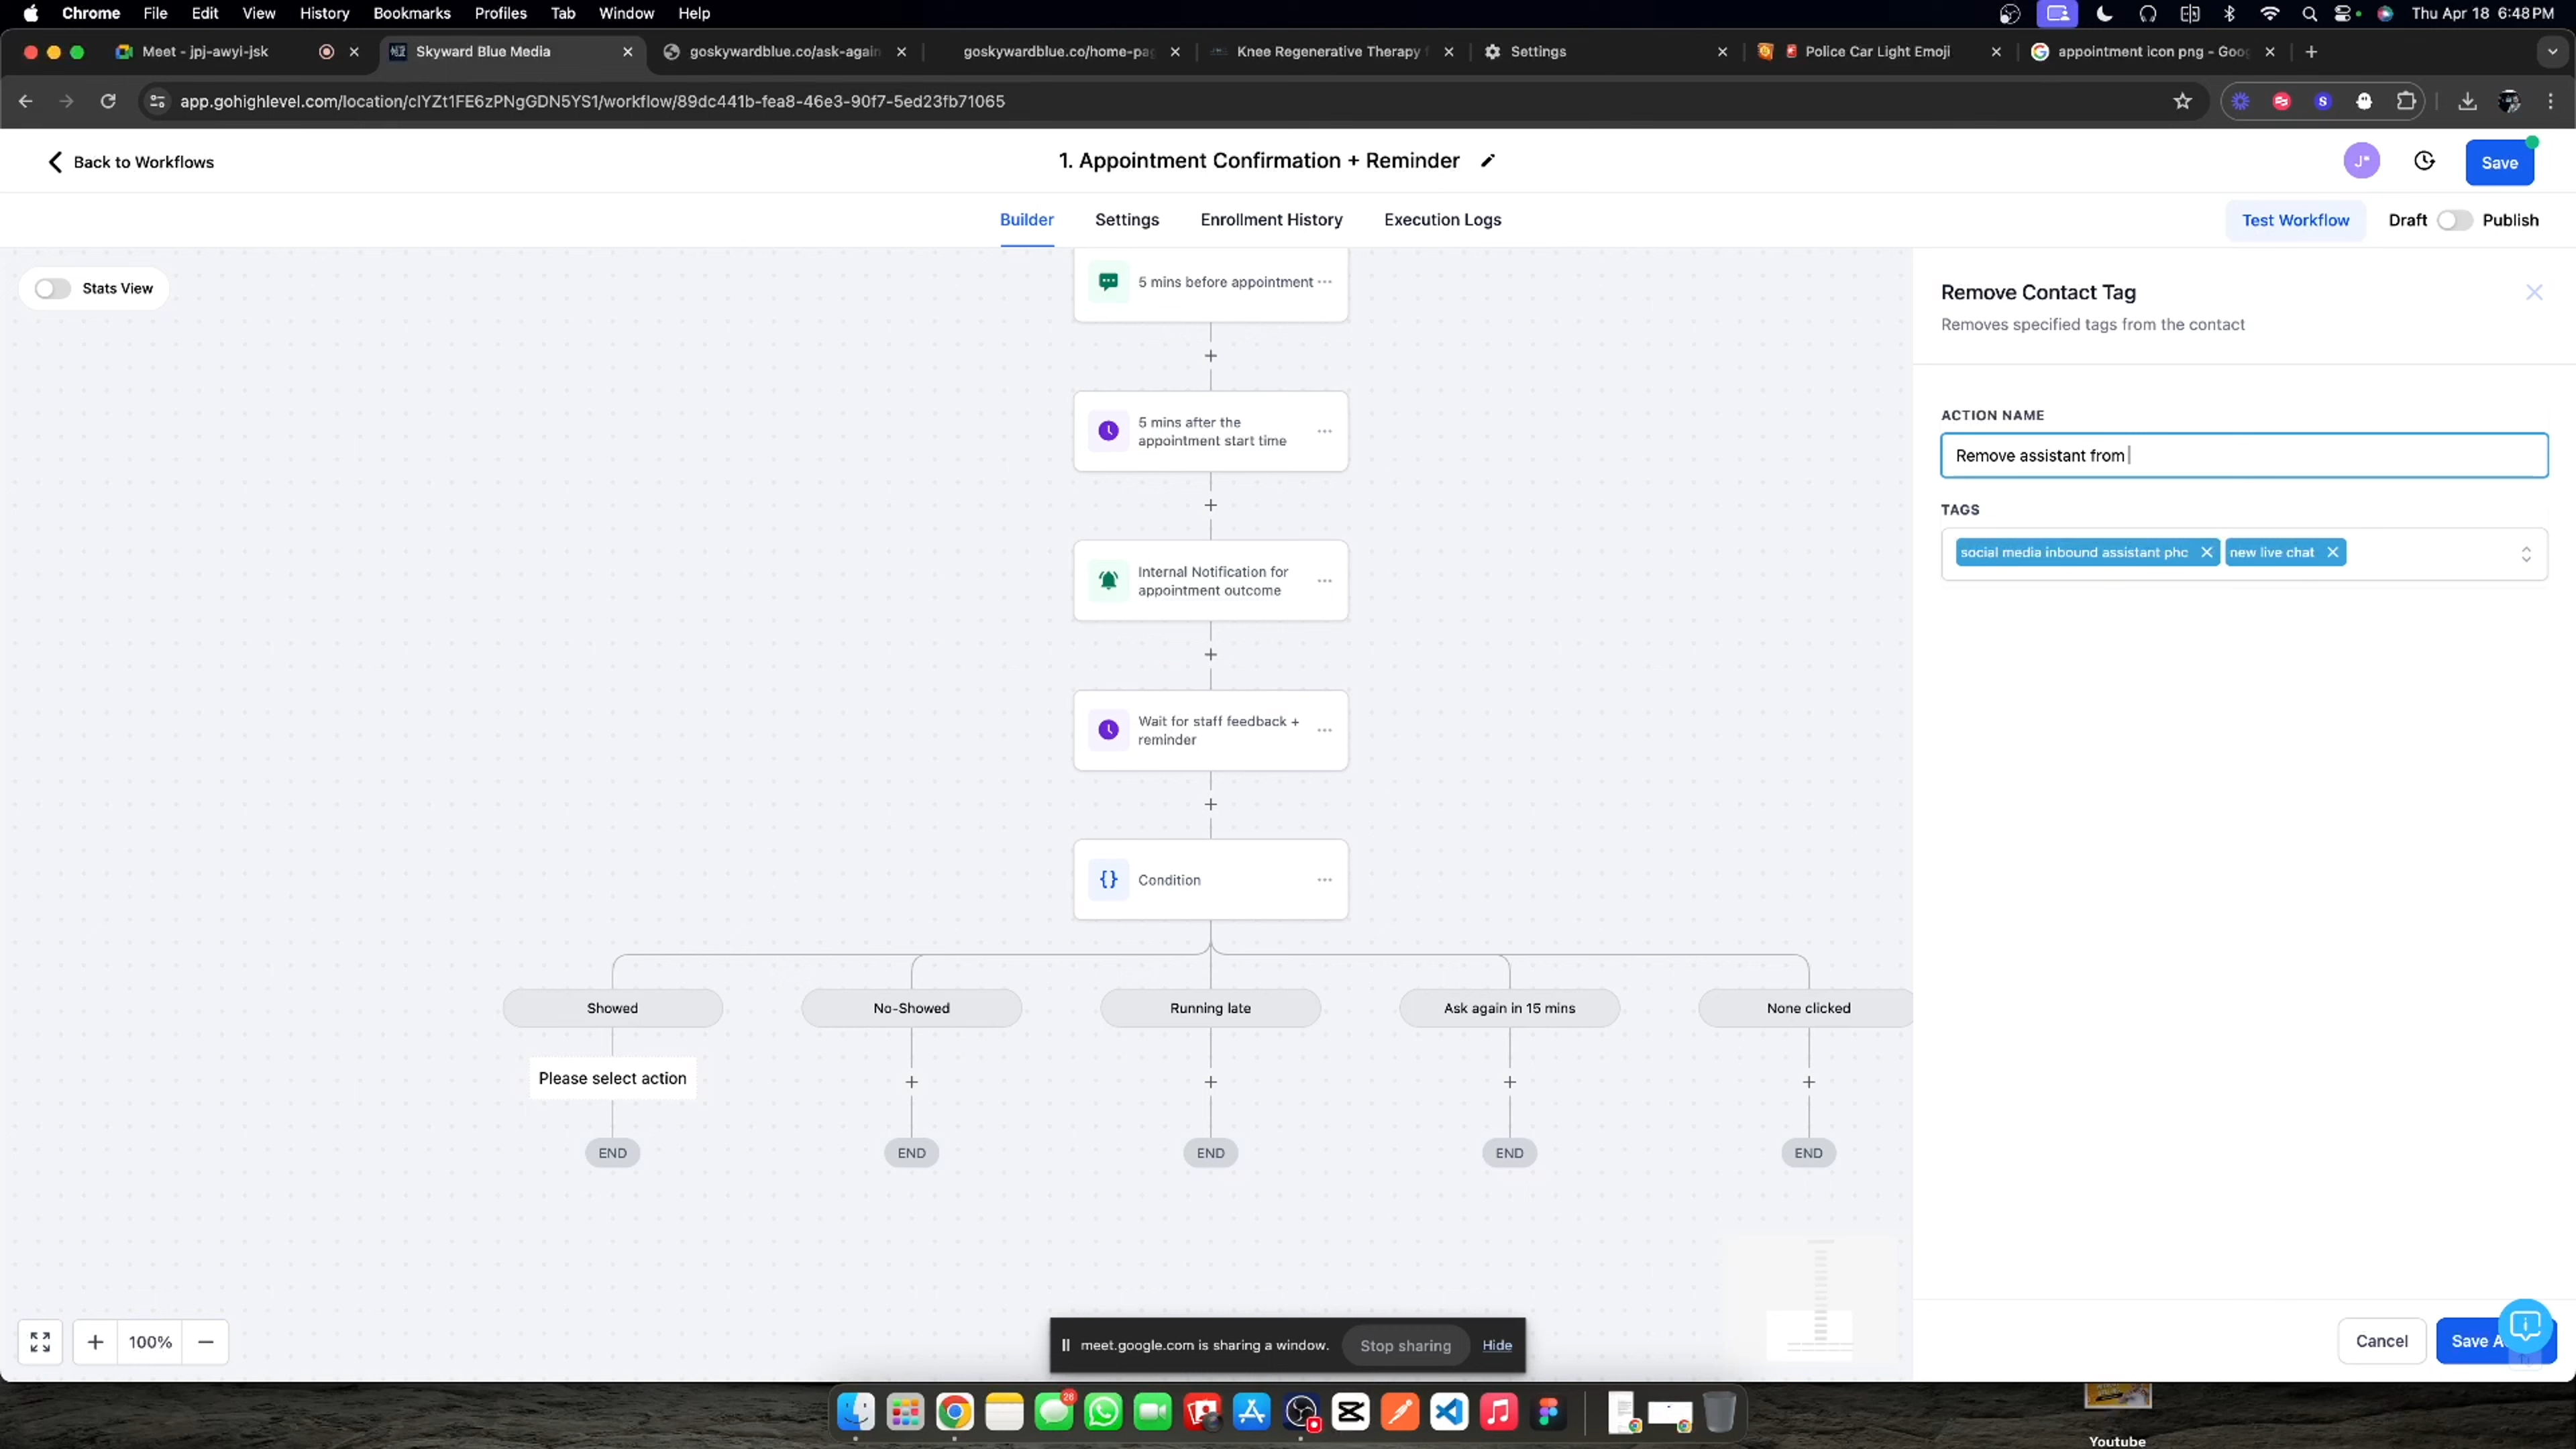 Chrome File Edit View History Bookmarks Profiles Tab Window Help Thu Apr 18 6:48 PM
Meet - jpj-awyi-jsk Skyward Blue Media goskywardblue.co/ask-again goskywardblue.co/home-pag Knee Regenerative Therapy Settings Police Car Light Emoji appointment icon png - Goog
app.gohighlevel.com/location/clYZt1FE6zPNgGDN5YS1/workflow/89dc441b-fea8-46e3-90f7-5ed23fb71065
Back to Workflows 1. Appointment Confirmation + Reminder J* Save
Builder Settings Enrollment History Execution Logs Test Workflow Draft Publish
Stats View
5 mins before appointment
5 mins after the
appointment start time
Internal Notification for
appointment outcome
Wait for staff feedback +
reminder
Condition
Showed No-Showed Running late Ask again in 15 mins None clicked
Please select action
END END END END END
Remove Contact Tag
Removes specified tags from the contact
ACTION NAME
Remove assistant from
TAGS
social media inbound assistant phc new live chat
100%
meet.google.com is sharing a window. Stop sharing Hide
Cancel Save A
28
Youtube